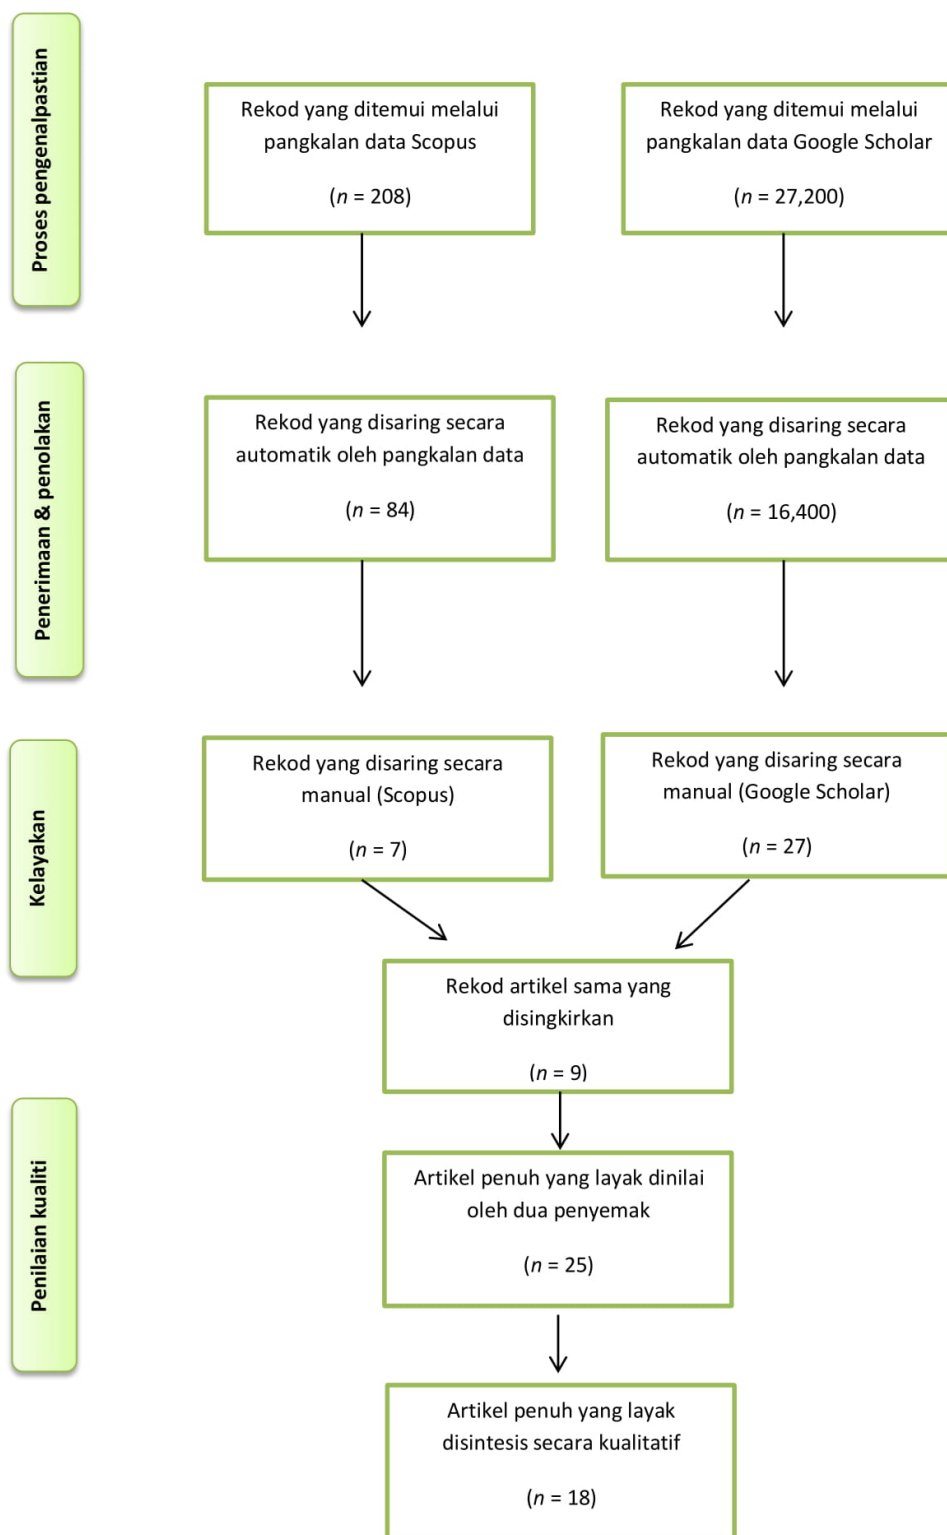 Proses pengenalpastian
Rekod yang ditemui melalui
pangkalan data Scopus
(n = 208)
Rekod yang ditemui melalui
pangkalan data Google Scholar
(n = 27,200)
Penerimaan & penolakan
Rekod yang disaring secara
automatik oleh pangkalan data
(n = 84)
Rekod yang disaring secara
automatik oleh pangkalan data
(n = 16,400)
Kelayakan
Rekod yang disaring secara
manual (Scopus)
(n = 7)
Rekod yang disaring secara
manual (Google Scholar)
(n = 27)
Rekod artikel sama yang
disingkirkan
(n = 9)
Penilaian kualiti
Artikel penuh yang layak dinilai
oleh dua penyemak
(n = 25)
Artikel penuh yang layak
disintesis secara kualitatif
(n = 18)